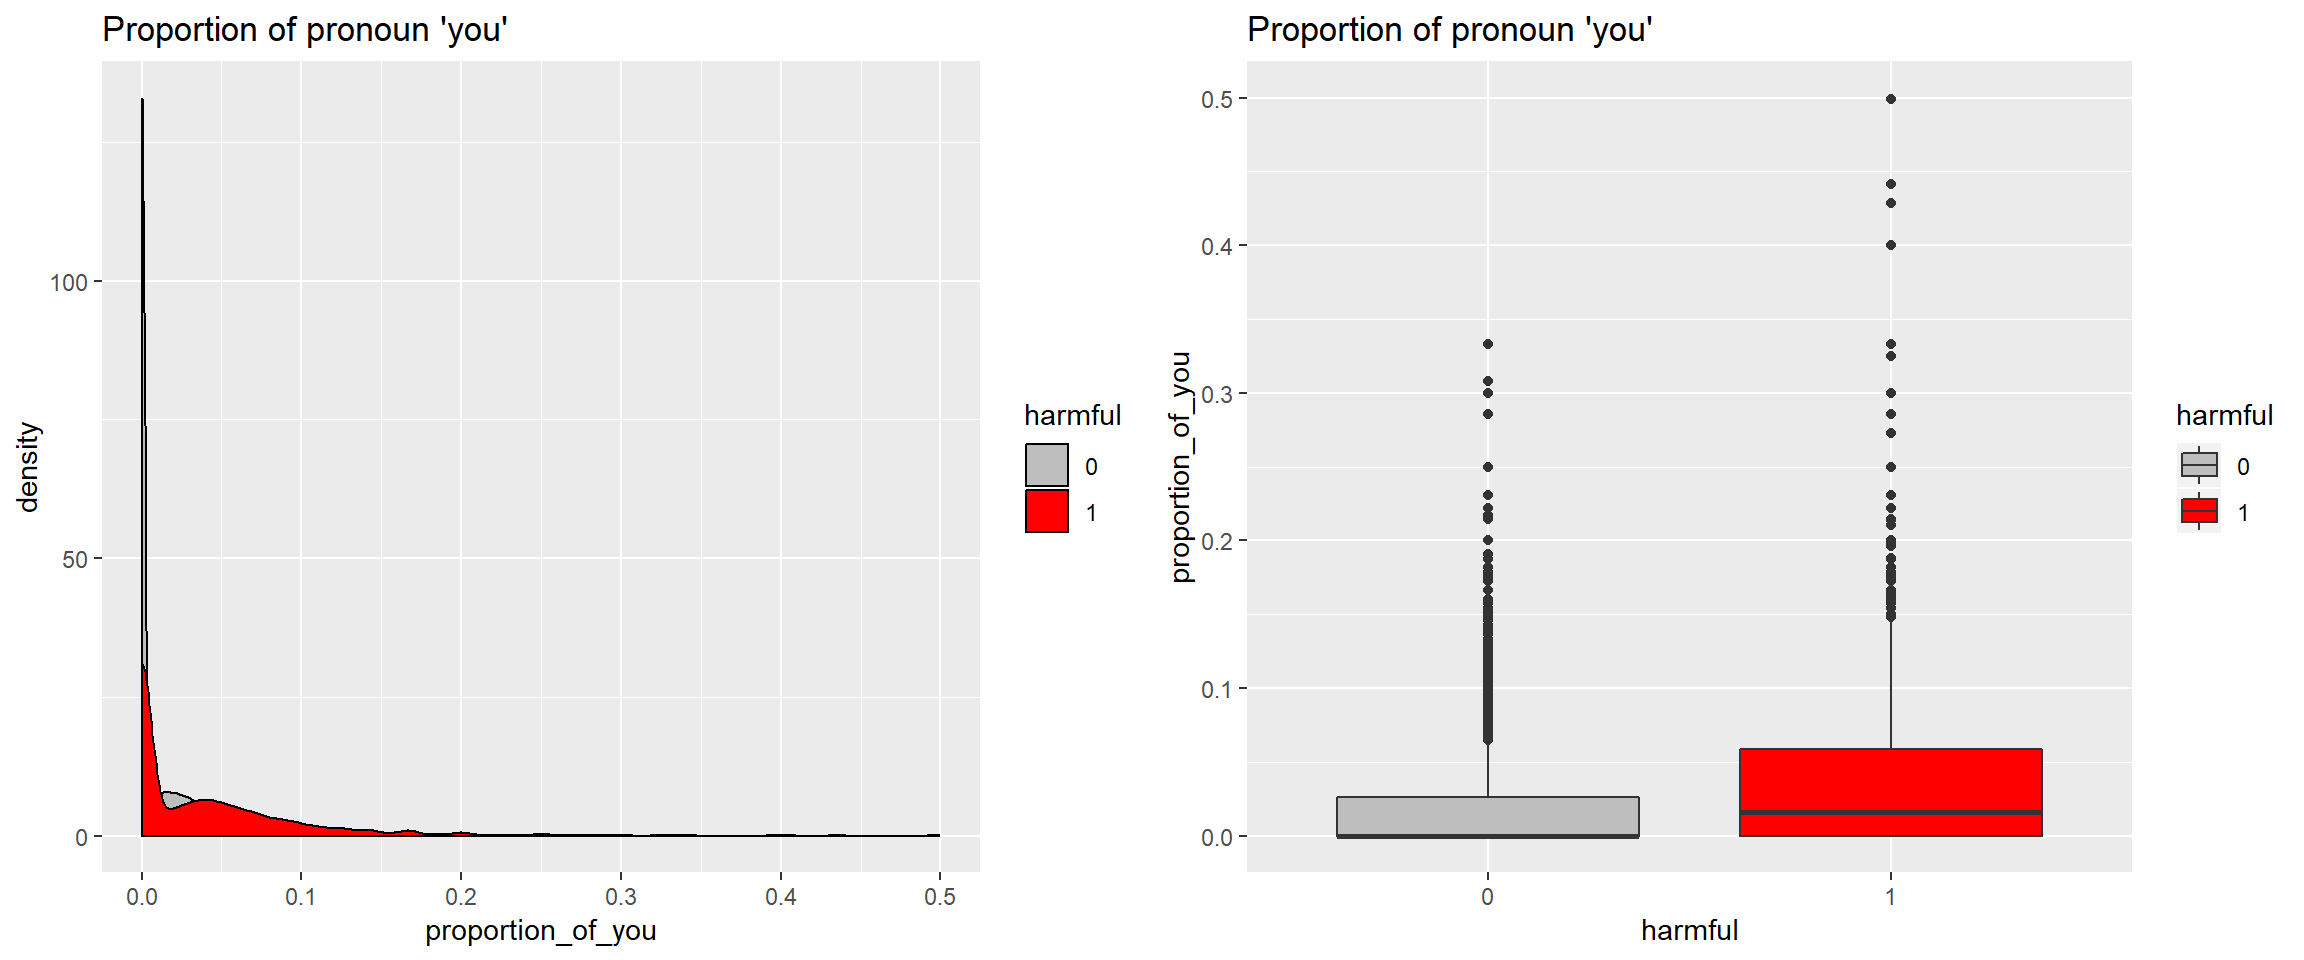 Proportion of pronoun 'you'
density
100
50
0
0.0 0.1 0.2 0.3 0.4 0.5
proportion_of_you
harmful
0
1
Proportion of pronoun 'you'
proportion_of_you
0.5
0.4
0.3
0.2
0.1
0.0
0 1
harmful
harmful
0
1